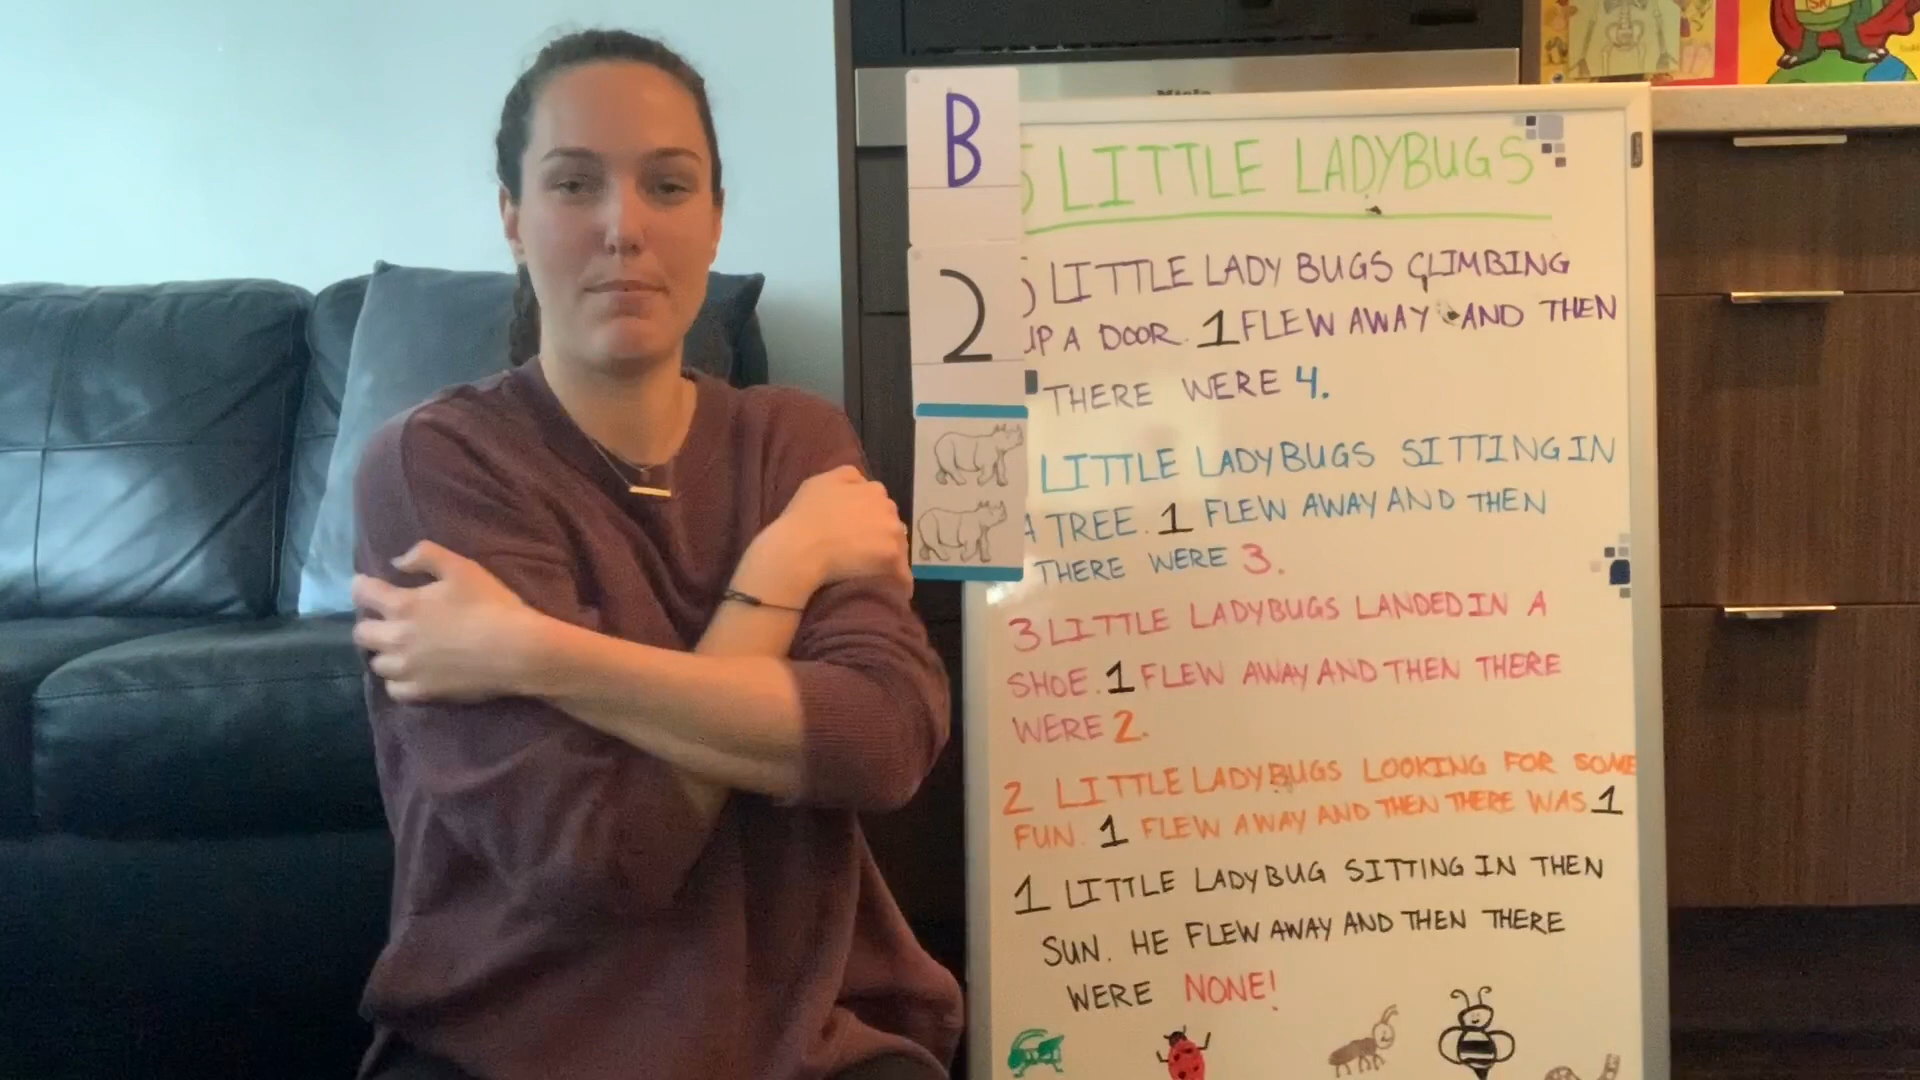 B
2
5 LITTLE LADYBUGS
LITTLE LADY BUGS CLIMBING
UP A DOOR. 1 FLEW AWAY AND THEN
THERE WERE 4.
LITTLE LADYBUGS SITTING IN
A TREE. 1 FLEW AWAY AND THEN
THERE WERE 3.
3 LITTLE LADYBUGS LANDED IN A
SHOE. 1 FLEW AWAY AND THEN THERE
WERE 2.
2 LITTLE LADYBUGS LOOKING FOR SOME
FUN. 1 FLEW AWAY AND THEN THERE WAS 1
1 LITTLE LADYBUG SITTING IN THEN
SUN. HE FLEW AWAY AND THEN THERE
WERE NONE!